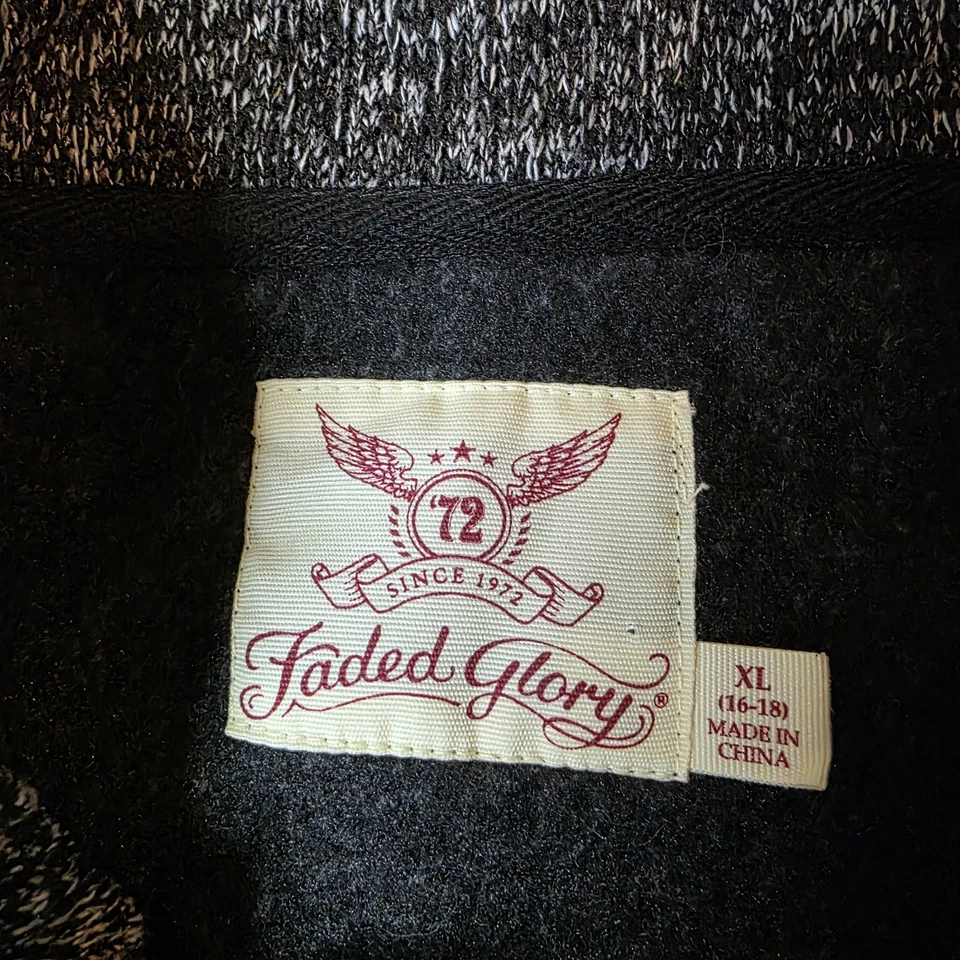 '72
SINCE 1972
Faded Glory®
XL
(16-18)
MADE IN
CHINA